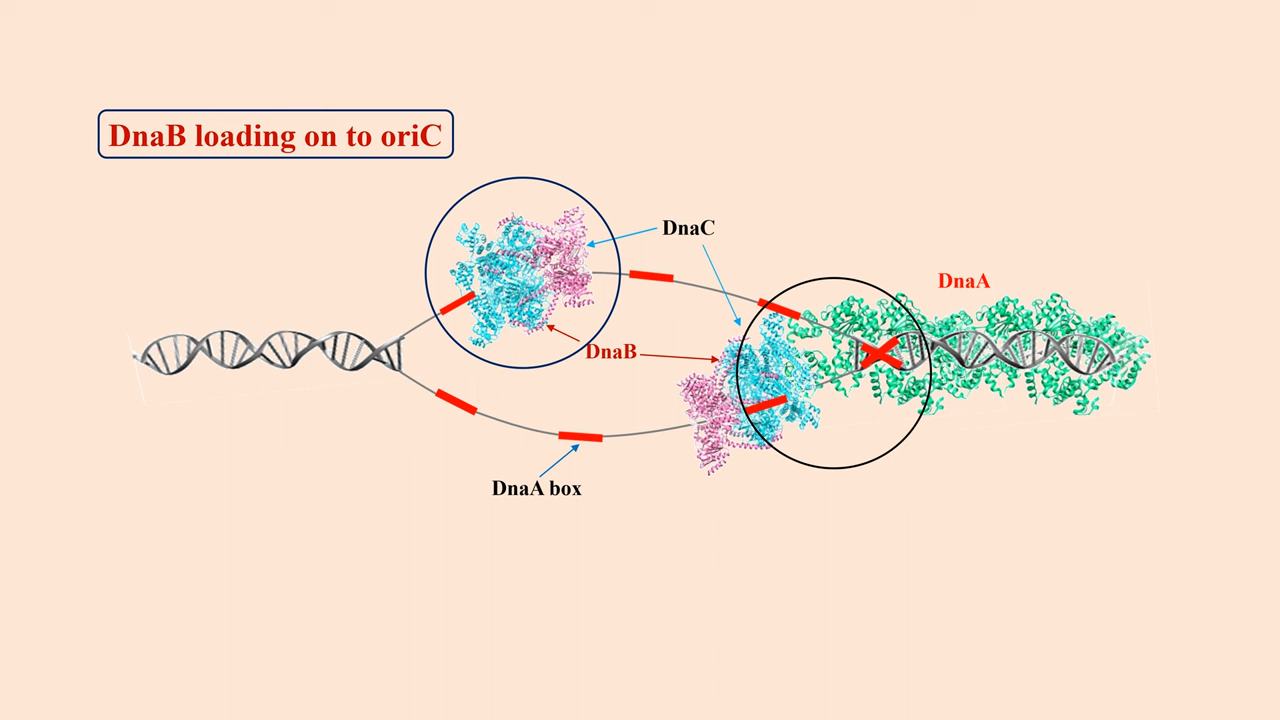 DnaB loading on to oriC
DnaC
DnaA
DnaB
DnaA box